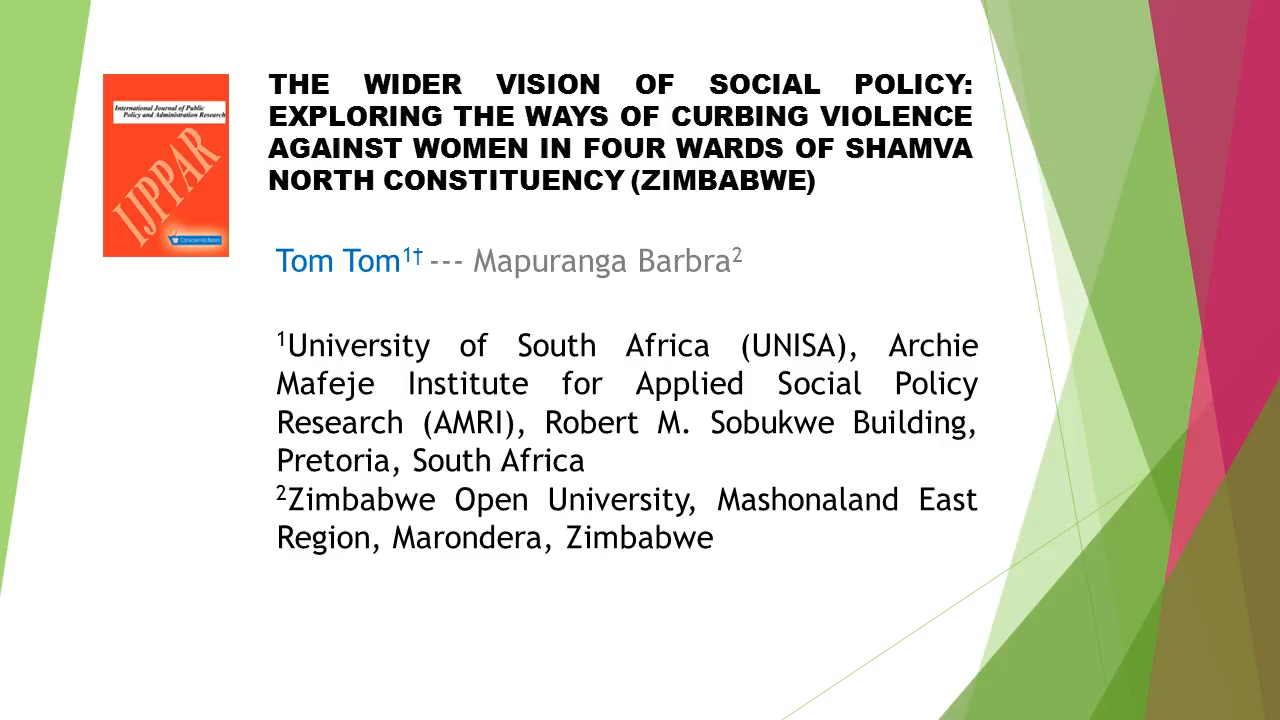 International Journal of Public
Policy and Administration Research
IJPPAR
Conscientia Beam
THE WIDER VISION OF SOCIAL POLICY:
EXPLORING THE WAYS OF CURBING VIOLENCE
AGAINST WOMEN IN FOUR WARDS OF SHAMVA
NORTH CONSTITUENCY (ZIMBABWE)
Tom Tom¹† --- Mapuranga Barbra²
¹University of South Africa (UNISA), Archie
Mafeje Institute for Applied Social Policy
Research (AMRI), Robert M. Sobukwe Building,
Pretoria, South Africa
²Zimbabwe Open University, Mashonaland East
Region, Marondera, Zimbabwe